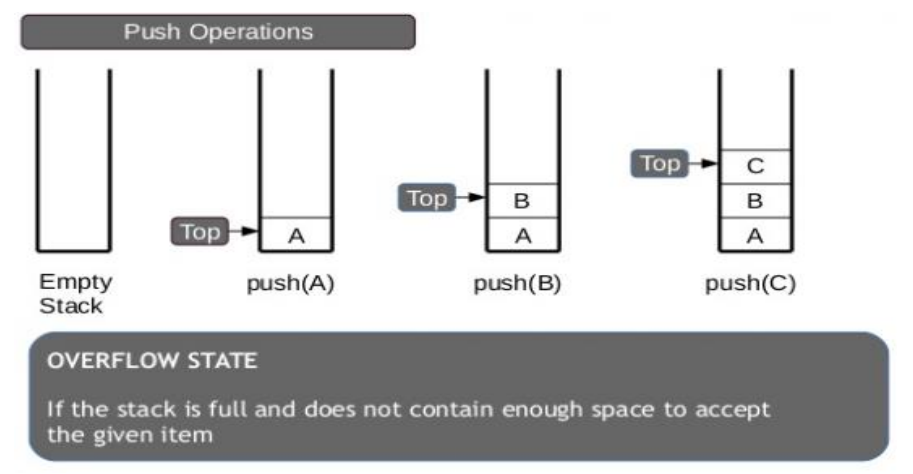 Push Operations
Top
C
Top
B
B
Top
A
A
A
Empty
Stack
push(A)
push(B)
push(C)
OVERFLOW STATE
If the stack is full and does not contain enough space to accept
the given item